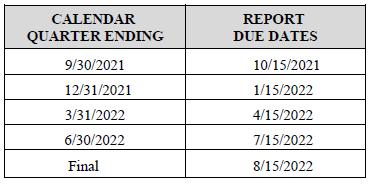 CALENDAR REPORT
QUARTER ENDING DUE DATES
9/30/2021 10/15/2021
12/31/2021 1/15/2022
3/31/2022 4/15/2022
6/30/2022 7/15/2022
Final 8/15/2022